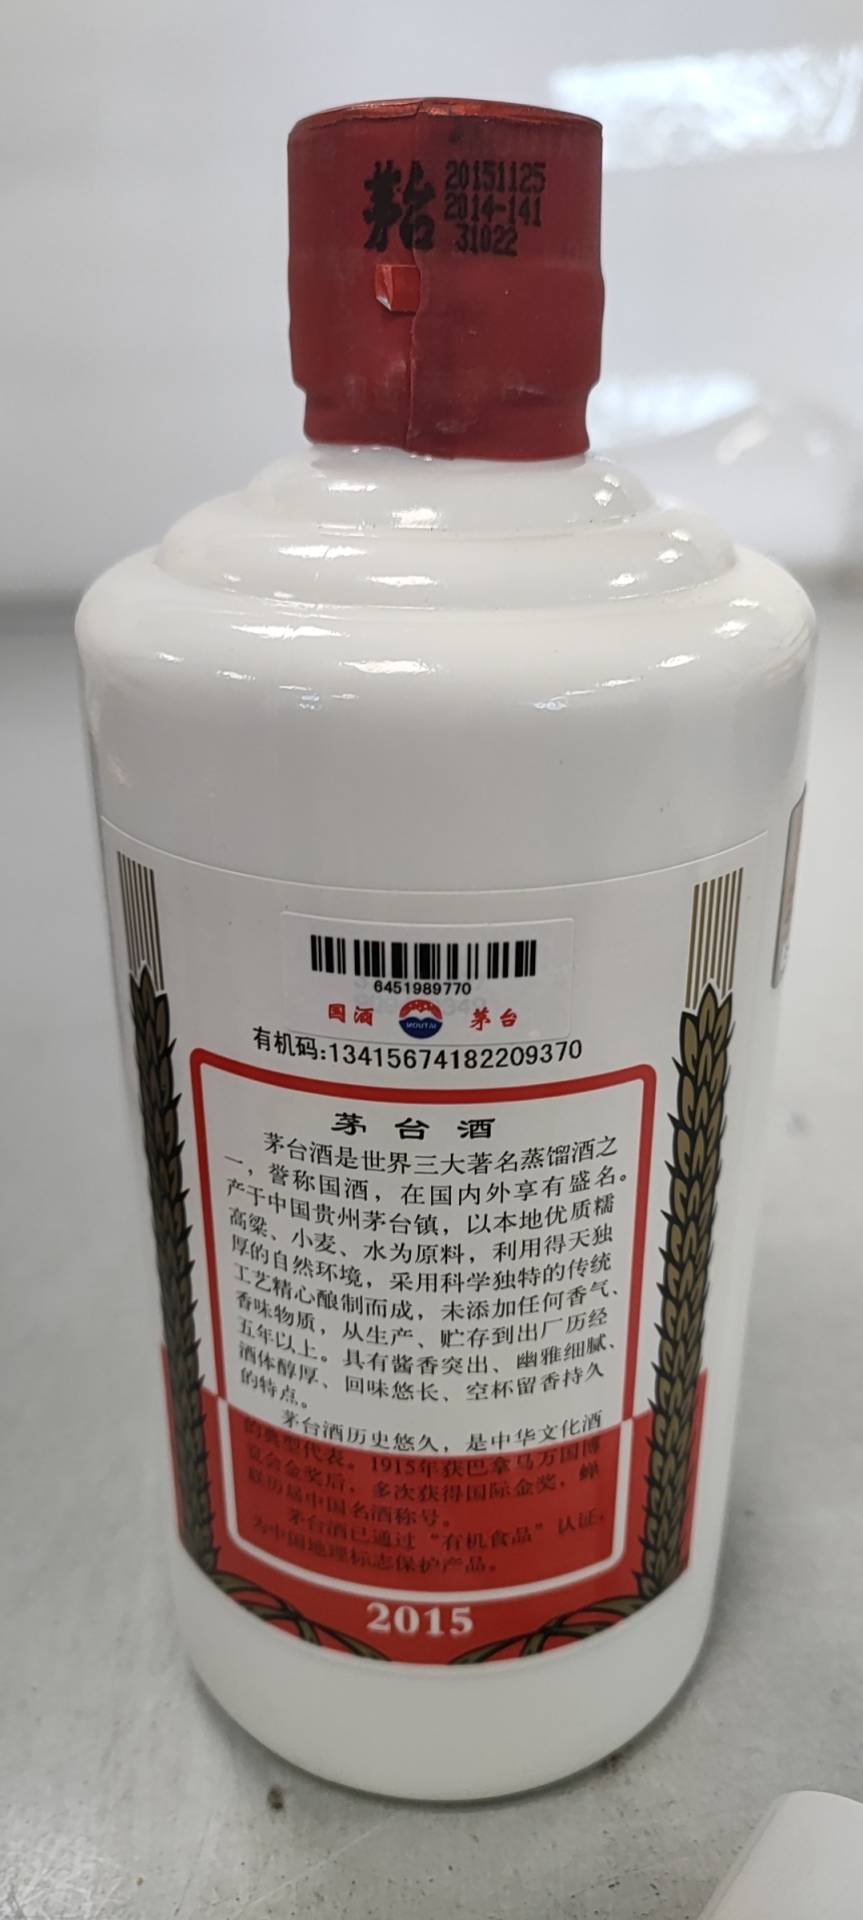 茅台
20151125
2014-141
31022
6451989770
国酒
MOUTAI
茅台
有机码:13415674182209370
茅台酒
茅台酒是世界三大著名蒸馏酒之
一，誉称国酒，在国内外享有盛名。
产于中国贵州茅台镇，以本地优质糯
高粱、小麦、水为原料，利用得天独
厚的自然环境，采用科学独特的传统
工艺精心酿制而成，未添加任何香气、
香味物质，从生产、贮存到出厂历经
五年以上。具有酱香突出、幽雅细腻、
酒体醇厚、回味悠长、空杯留香持久
的特点。
茅台酒历史悠久，是中华文化酒
的典型代表。1915年获巴拿马万国博
览会金奖后，多次获得国际金奖，蝉
联历届中国名酒称号。
茅台酒已通过“有机食品”认证，
为中国地理标志保护产品。
2015